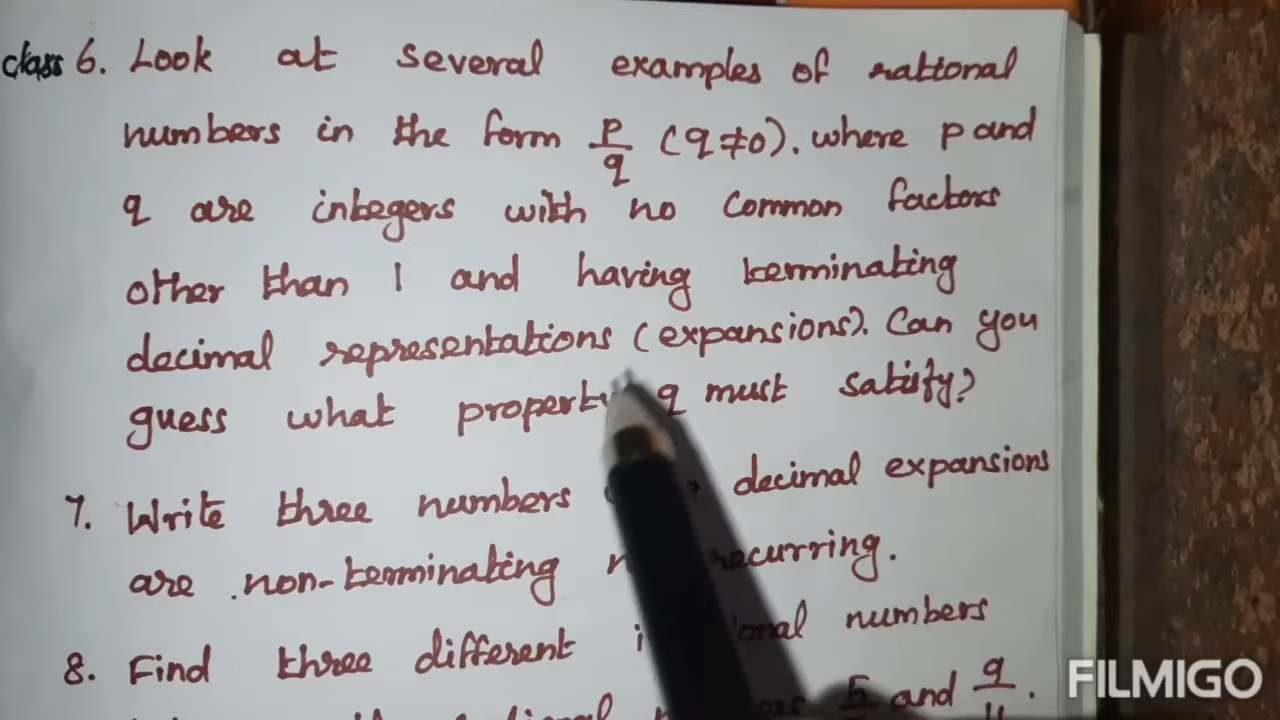 class 6. Look at several examples of rational
numbers in the form p/q (q≠0). where p and
q are integers with no common factors
other than 1 and having terminating
decimal representations (expansions). Can you
guess what property q must satisfy?
7. Write three numbers decimal expansions
are non-terminating recurring.
8. Find three different numbers
and 9/11.
FILMIGO